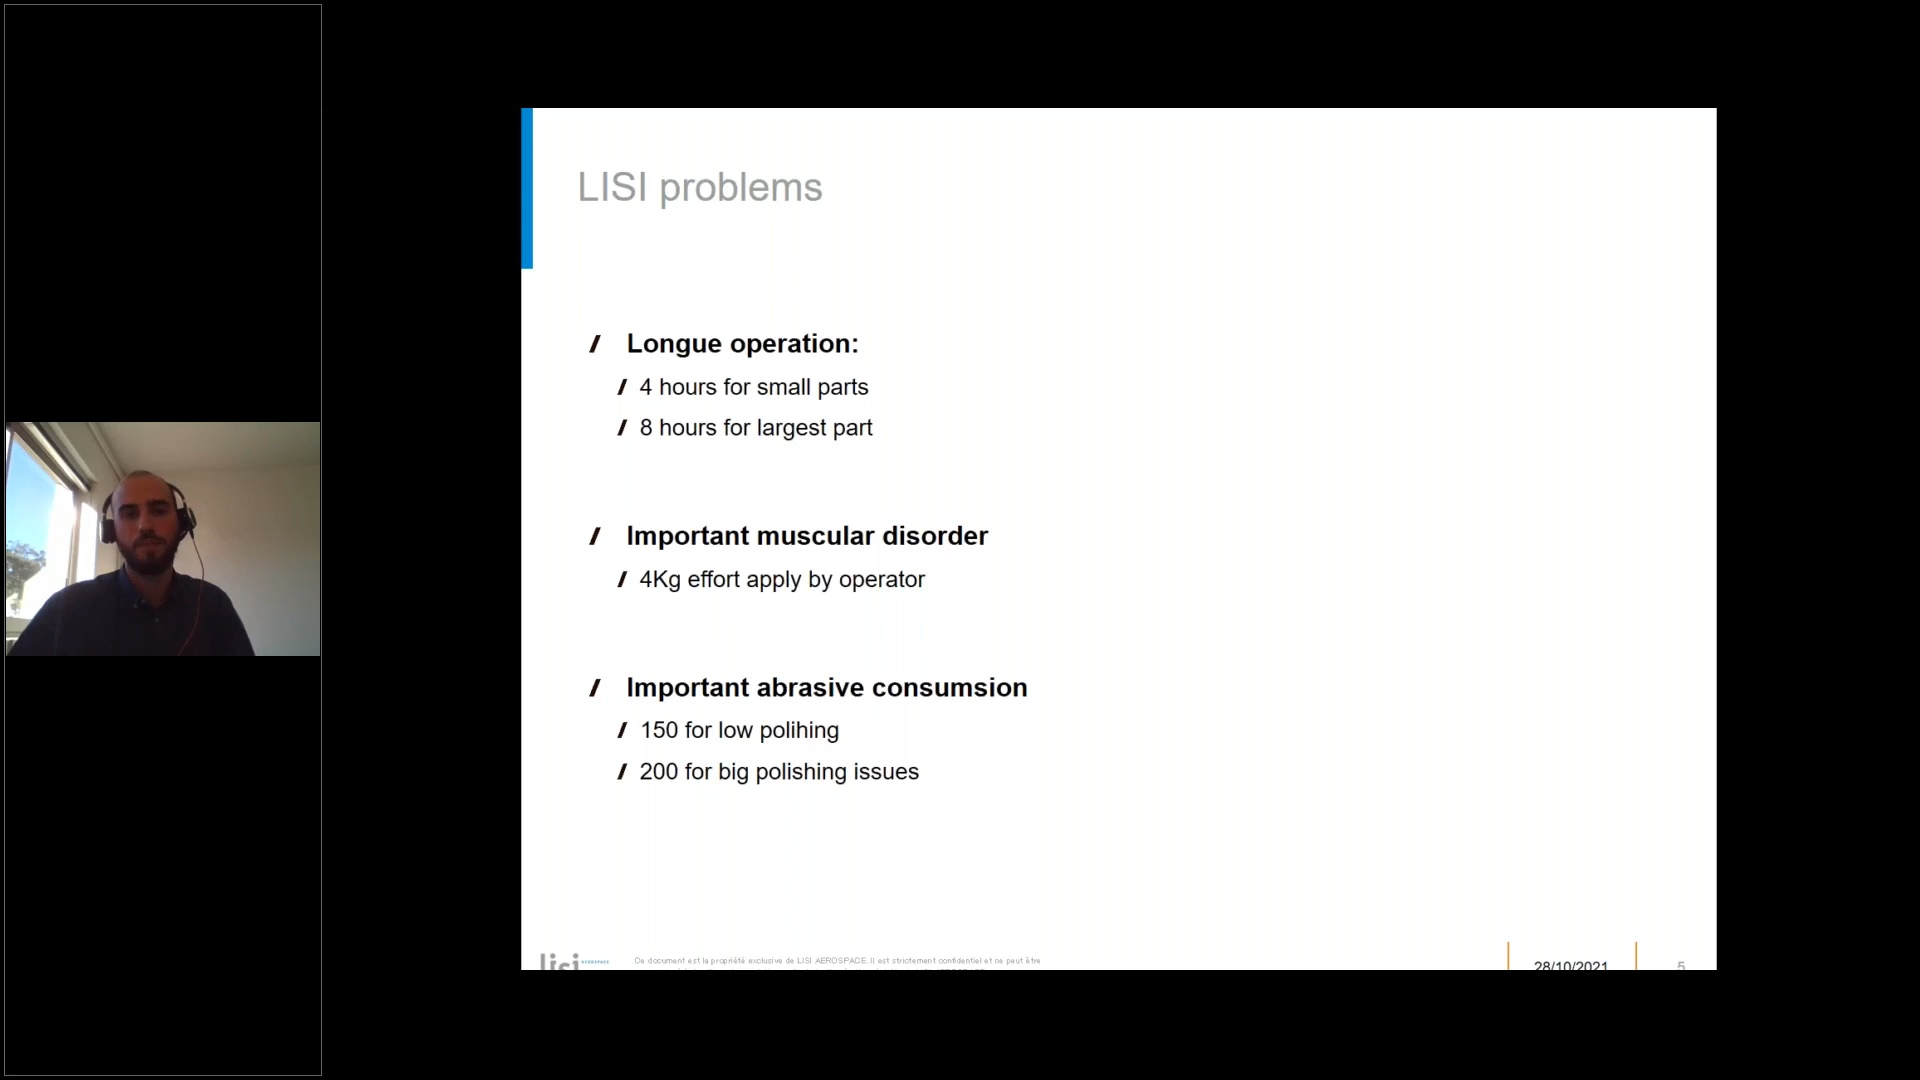 LISI problems
Longue operation:
4 hours for small parts
8 hours for largest part
Important muscular disorder
4Kg effort apply by operator
Important abrasive consumsion
150 for low polihing
200 for big polishing issues
lisi AEROSPACE
Ce document est la propriété exclusive de LISI AEROSPACE. Il est strictement confidentiel et ne peut être
28/10/2021
5